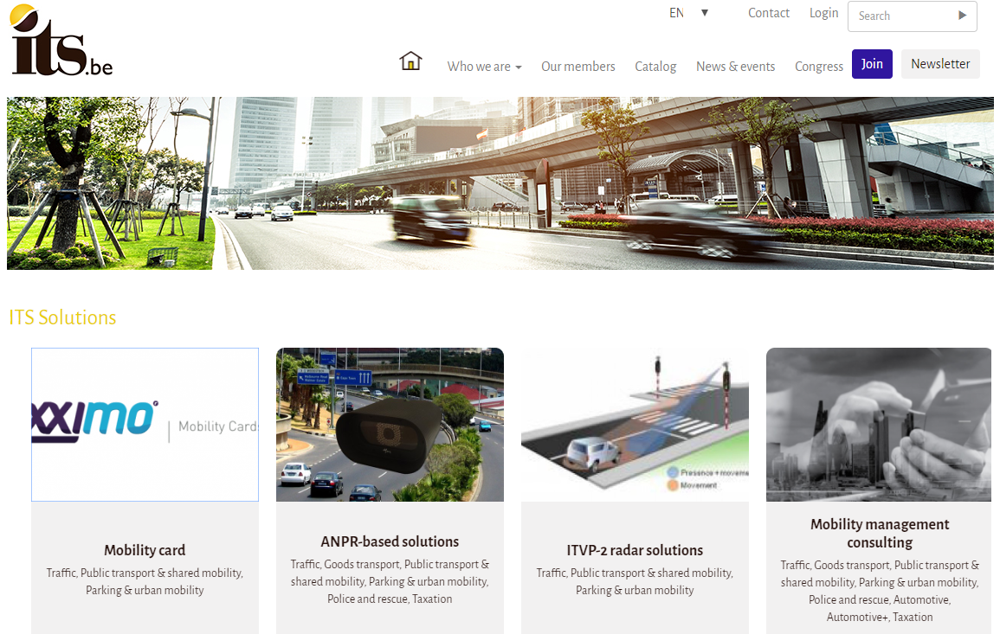 EN ▼ Contact Login Search
its.be
Who we are Our members Catalog News & events Congress Join Newsletter
ITS Solutions
xximo
Mobility Card
Presence + moveme
Movement
Mobility card
Traffic, Public transport & shared mobility,
Parking & urban mobility
ANPR-based solutions
Traffic, Goods transport, Public transport &
shared mobility, Parking & urban mobility,
Police and rescue, Taxation
ITVP-2 radar solutions
Traffic, Public transport & shared mobility,
Parking & urban mobility
Mobility management
consulting
Traffic, Goods transport, Public transport &
shared mobility, Parking & urban mobility,
Police and rescue, Automotive,
Automotive+, Taxation